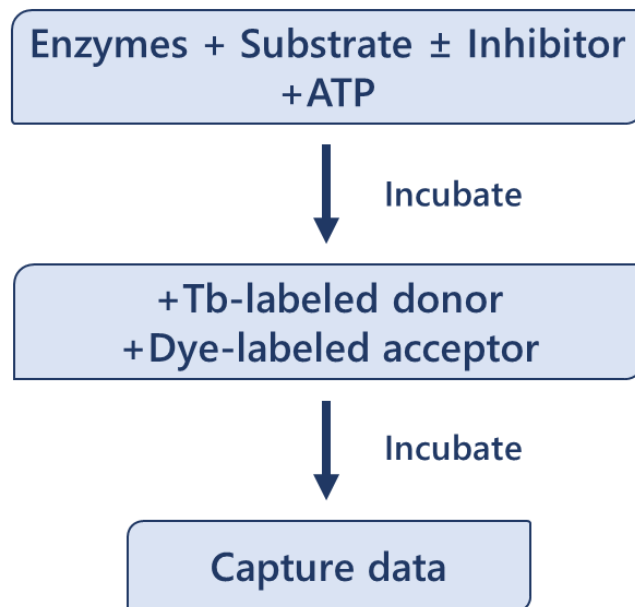 Enzymes + Substrate ± Inhibitor
+ATP
Incubate
+Tb-labeled donor
+Dye-labeled acceptor
Incubate
Capture data